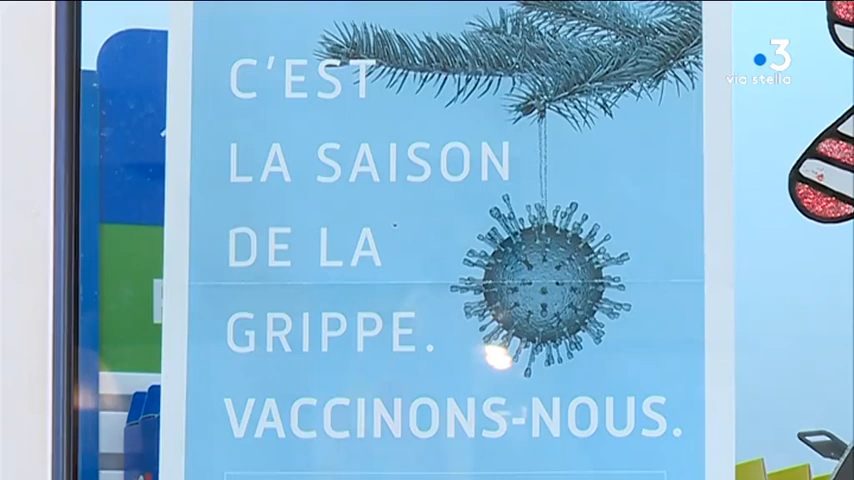 C'EST
LA SAISON
DE LA
GRIPPE.
VACCINONS-NOUS.
3
via stella